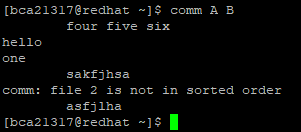 [bca21317@redhat ~]$ comm A B
        four five six
hello
one
        sakfjhsa
comm: file 2 is not in sorted order
        asfjlha
[bca21317@redhat ~]$